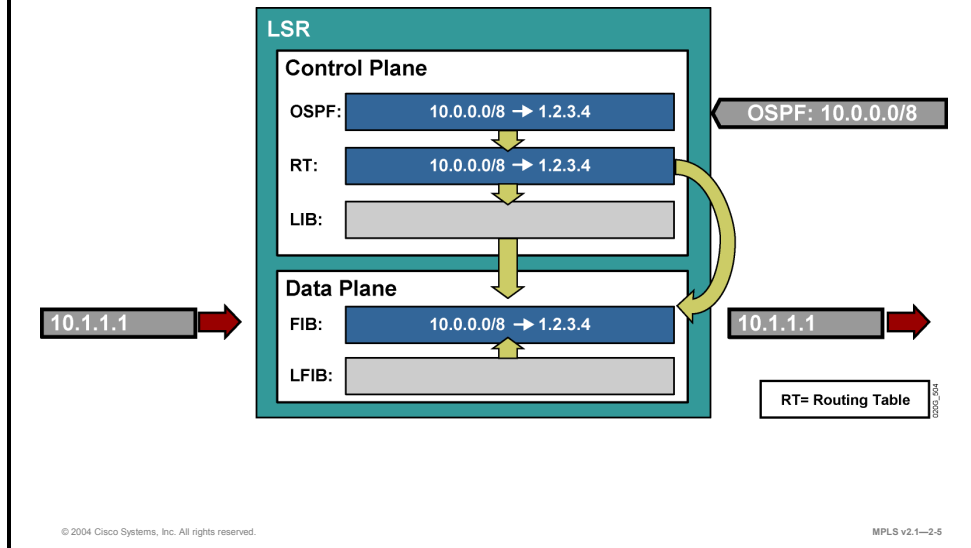 LSR
Control Plane
OSPF: 10.0.0.0/8 → 1.2.3.4
OSPF: 10.0.0.0/8
RT: 10.0.0.0/8 → 1.2.3.4
LIB:
Data Plane
10.1.1.1
FIB: 10.0.0.0/8 → 1.2.3.4
10.1.1.1
LFIB:
RT= Routing Table
020G_504
© 2004 Cisco Systems, Inc. All rights reserved.
MPLS v2.1—2-5